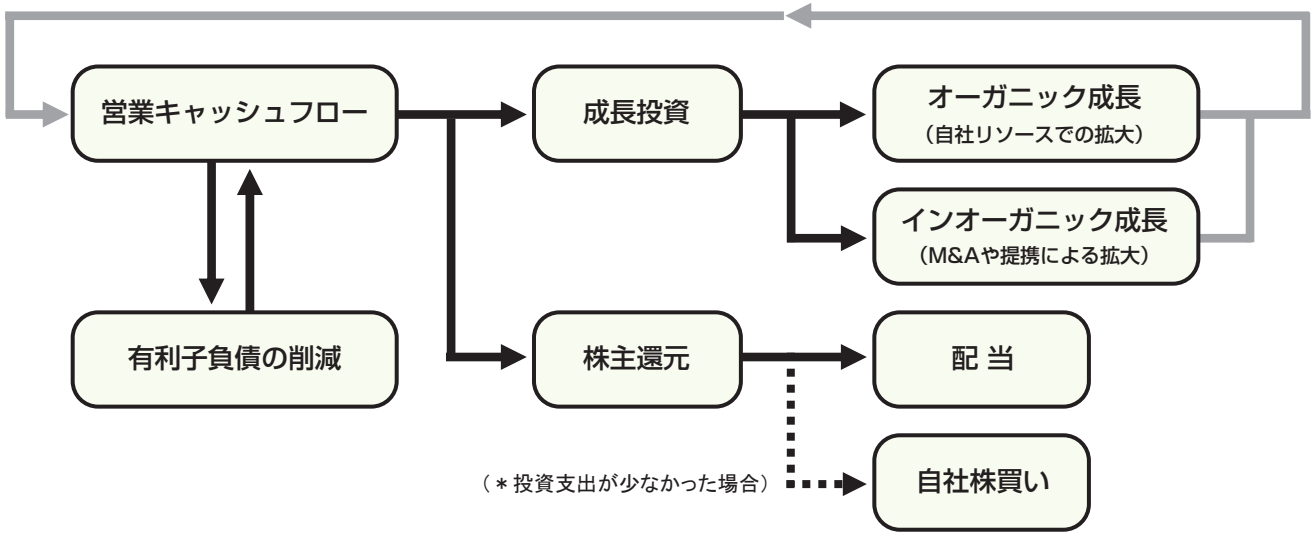 営業キャッシュフロー
成長投資
オーガニック成長
（自社リソースでの拡大）
インオーガニック成長
（M&Aや提携による拡大）
有利子負債の削減
株主還元
配 当
（＊投資支出が少なかった場合）
自社株買い